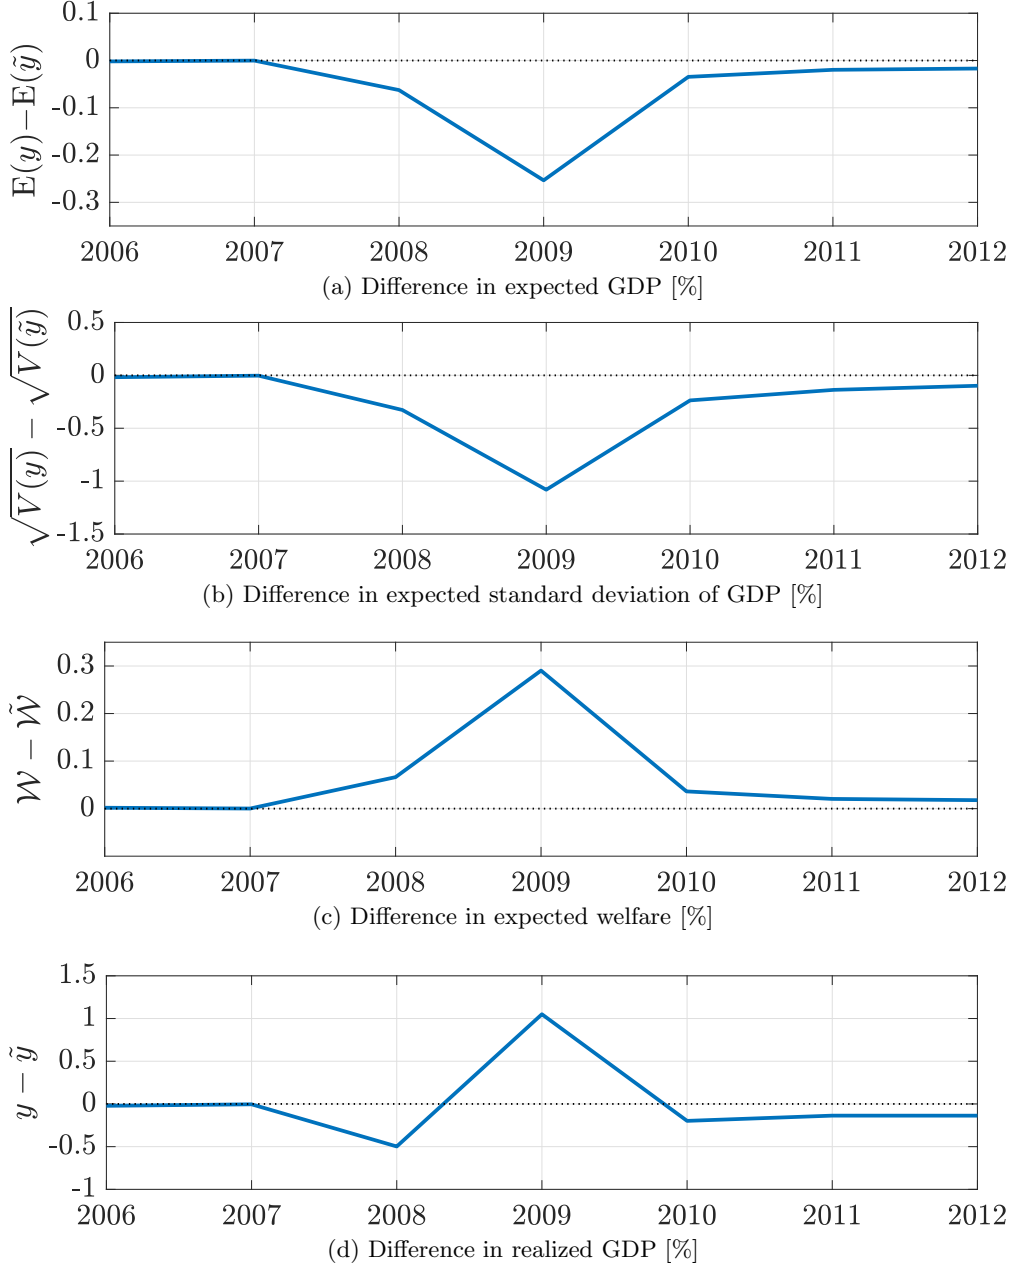 E(y)−E(ỹ)
0.1
0
-0.1
-0.2
-0.3
2006 2007 2008 2009 2010 2011 2012
(a) Difference in expected GDP [%]
√V(y) − √V(ỹ)
0.5
0
-0.5
-1
-1.5
2006 2007 2008 2009 2010 2011 2012
(b) Difference in expected standard deviation of GDP [%]
𝒲 − 𝒲̃
0.3
0.2
0.1
0
2006 2007 2008 2009 2010 2011 2012
(c) Difference in expected welfare [%]
y − ỹ
1.5
1
0.5
0
-0.5
-1
2006 2007 2008 2009 2010 2011 2012
(d) Difference in realized GDP [%]